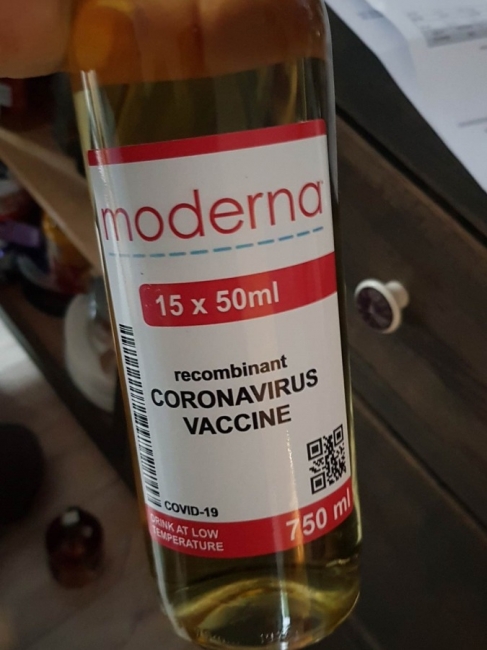 moderna
15 x 50ml
recombinant
CORONAVIRUS
VACCINE
COVID-19
DRINK AT LOW
TEMPERATURE
750 ml